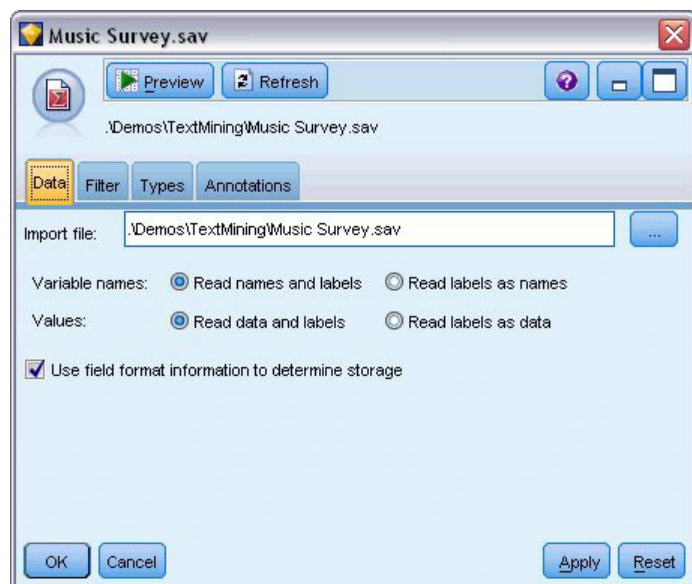 Music Survey.sav
Preview Refresh
.\Demos\TextMining\Music Survey.sav
Data Filter Types Annotations
Import file: .\Demos\TextMining\Music Survey.sav ...
Variable names: Read names and labels Read labels as names
Values: Read data and labels Read labels as data
Use field format information to determine storage
OK Cancel Apply Reset